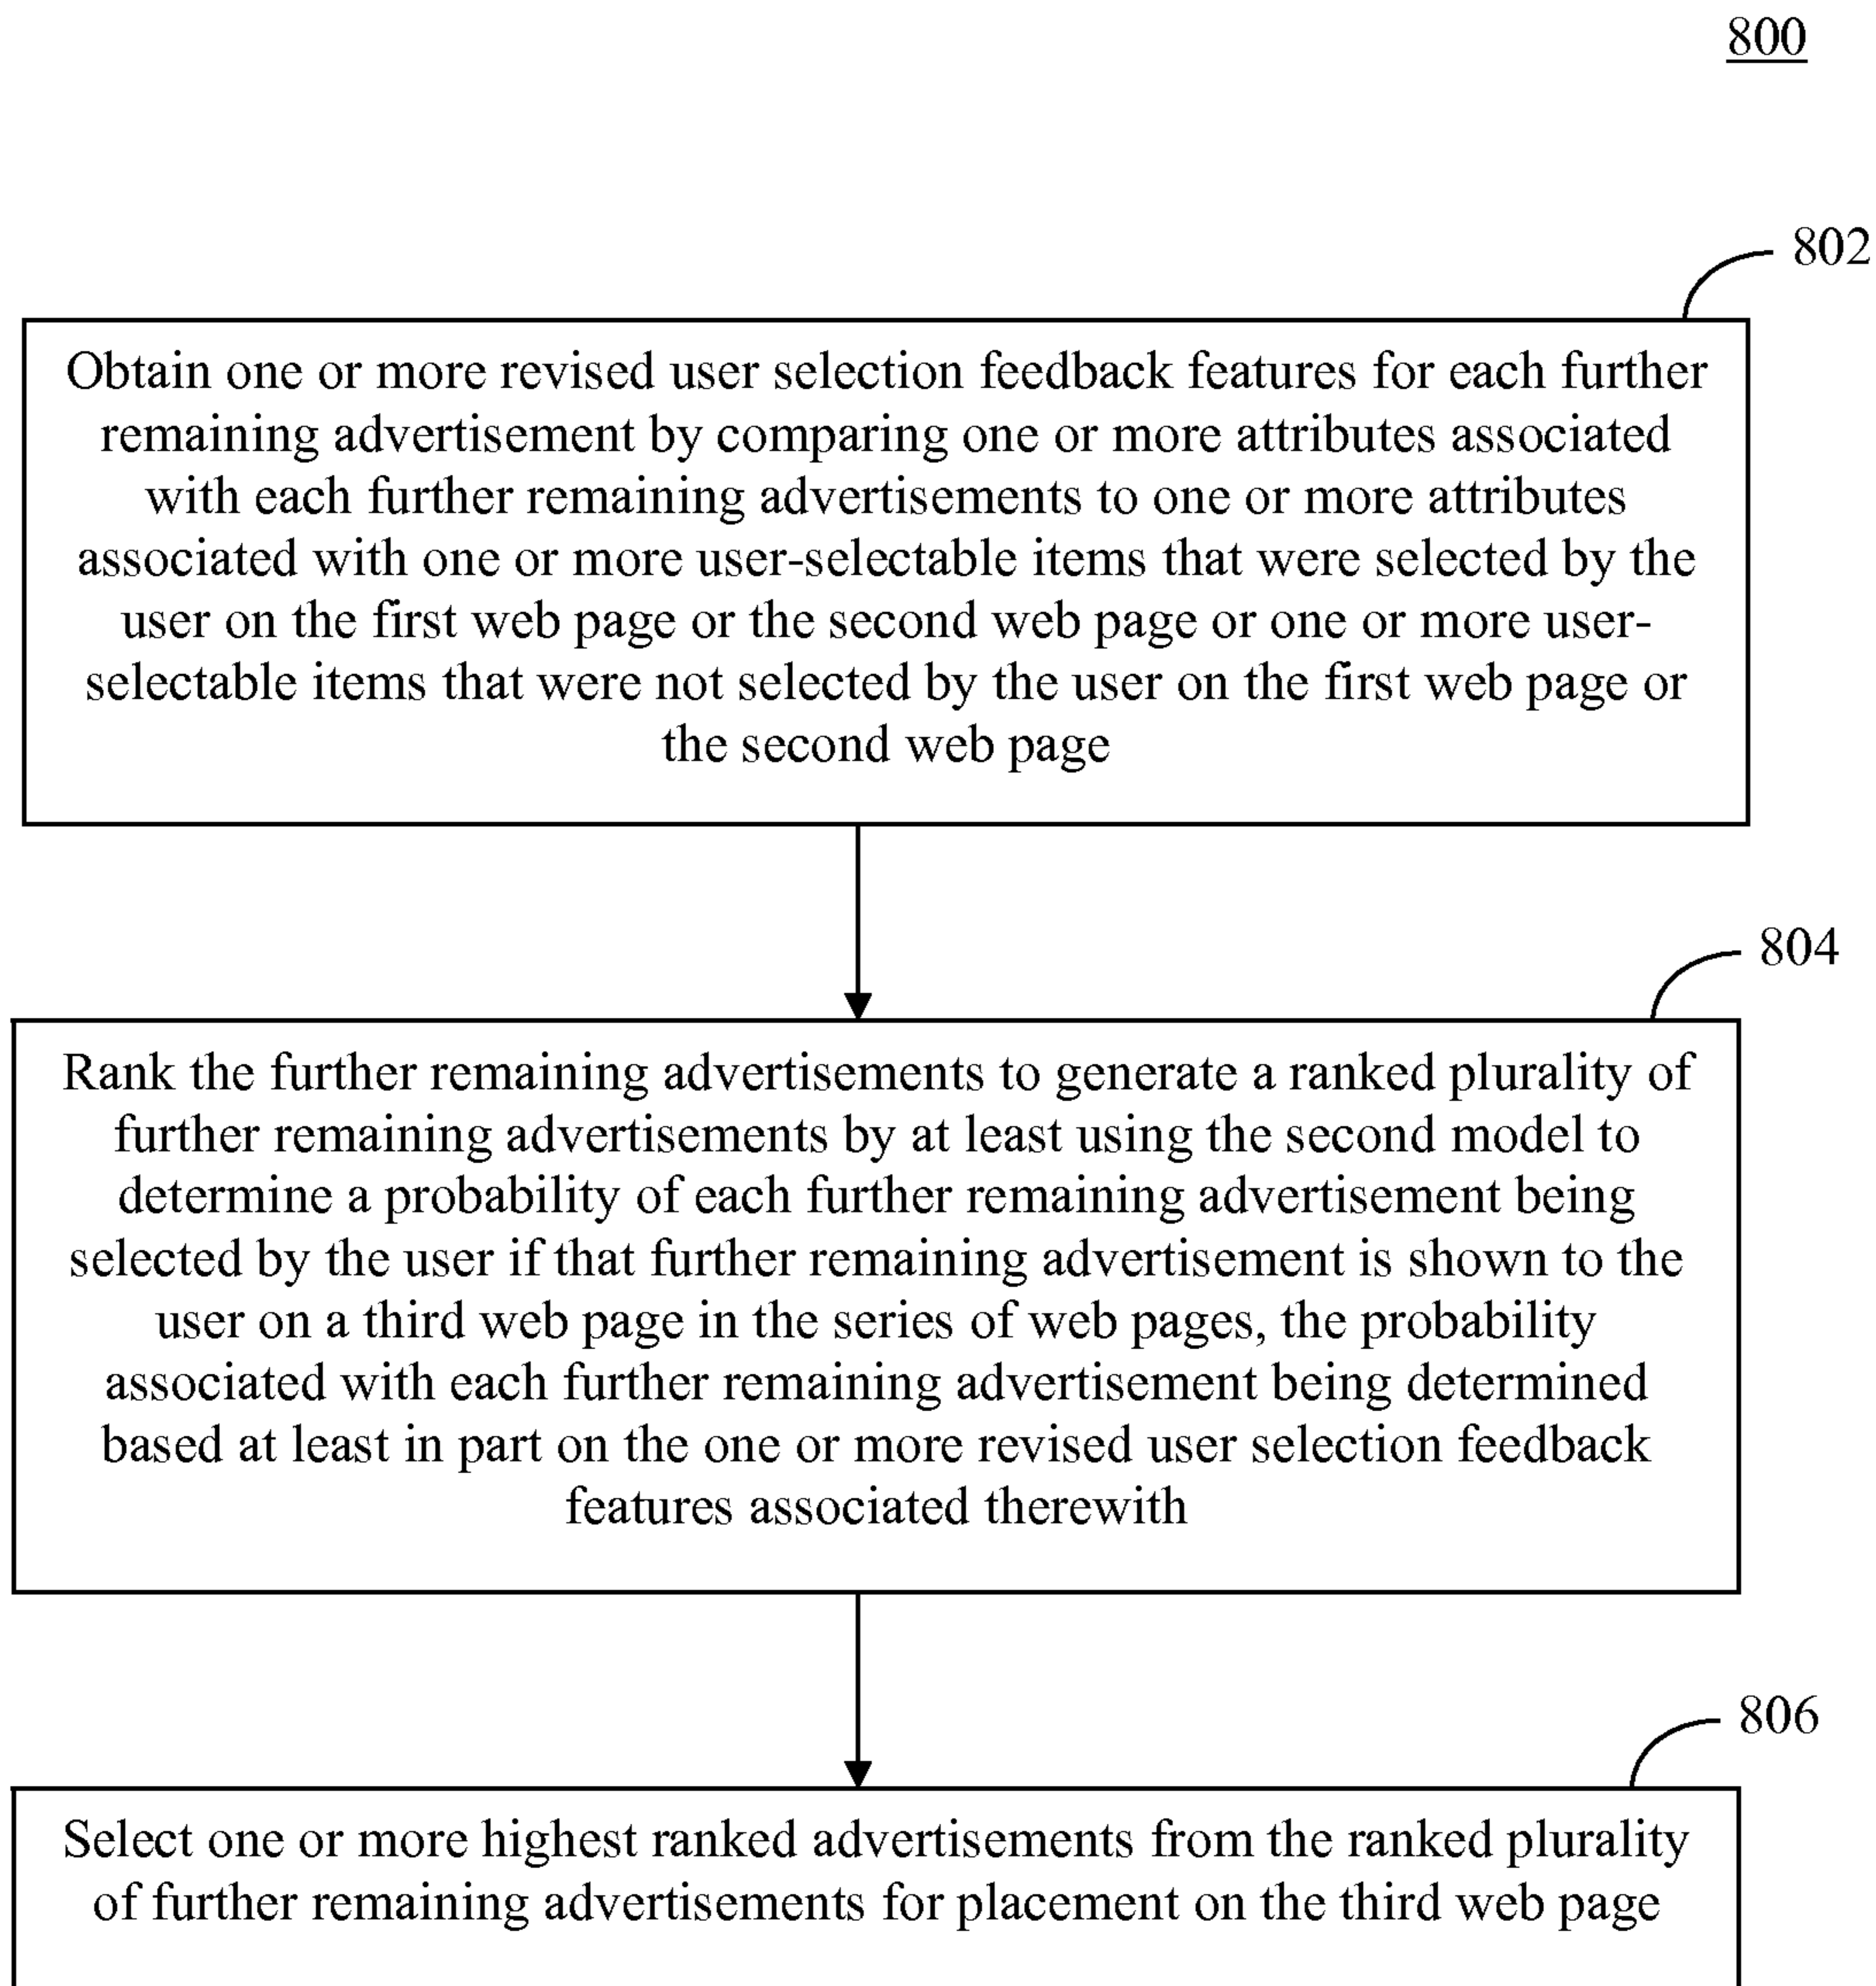 800
802
Obtain one or more revised user selection feedback features for each further
remaining advertisement by comparing one or more attributes associated
with each further remaining advertisements to one or more attributes
associated with one or more user-selectable items that were selected by the
user on the first web page or the second web page or one or more user-
selectable items that were not selected by the user on the first web page or
the second web page
804
Rank the further remaining advertisements to generate a ranked plurality of
further remaining advertisements by at least using the second model to
determine a probability of each further remaining advertisement being
selected by the user if that further remaining advertisement is shown to the
user on a third web page in the series of web pages, the probability
associated with each further remaining advertisement being determined
based at least in part on the one or more revised user selection feedback
features associated therewith
806
Select one or more highest ranked advertisements from the ranked plurality
of further remaining advertisements for placement on the third web page